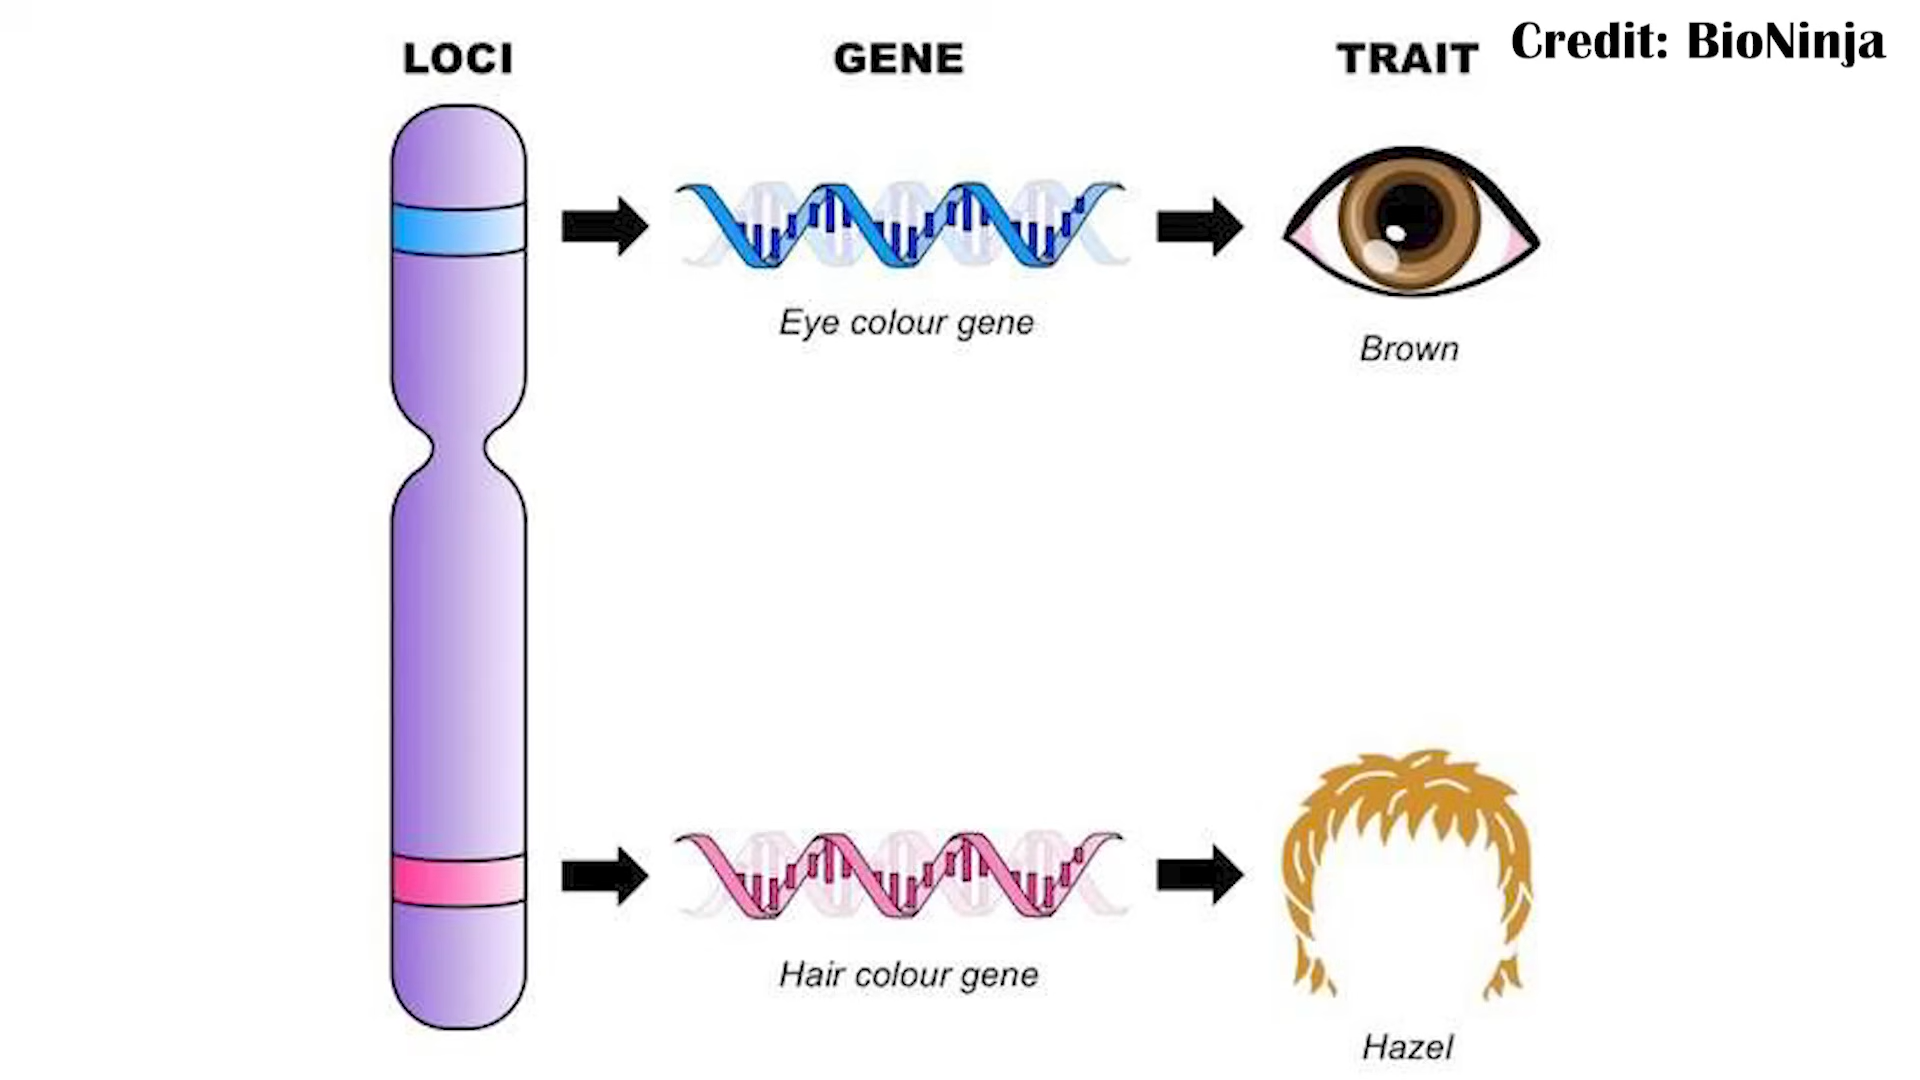 LOCI
GENE
TRAIT
Credit: BioNinja
Eye colour gene
Brown
Hair colour gene
Hazel